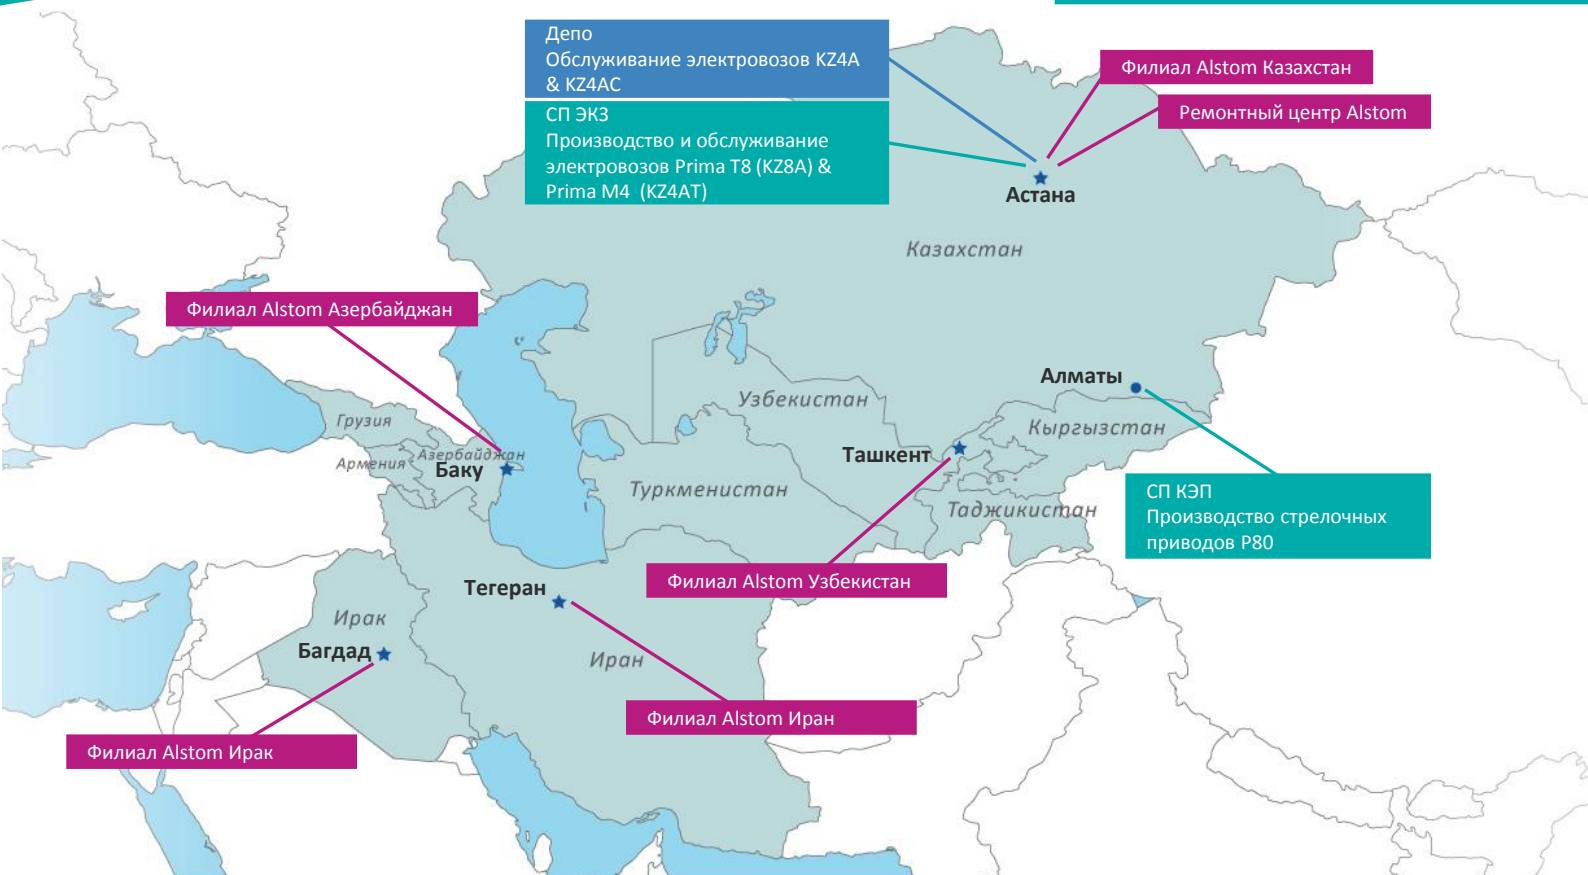 Депо
Обслуживание электровозов KZ4A
& KZ4AC
СП ЭКЗ
Производство и обслуживание
электровозов Prima T8 (KZ8A) &
Prima M4 (KZ4AT)
Филиал Alstom Казахстан
Ремонтный центр Alstom
Астана
Казахстан
Филиал Alstom Азербайджан
Алматы
Узбекистан
Грузия
Кыргызстан
Армения
Азербайджан
Баку
Ташкент
Туркменистан
Таджикистан
СП КЭП
Производство стрелочных
приводов P80
Филиал Alstom Узбекистан
Тегеран
Ирак
Багдад
Иран
Филиал Alstom Иран
Филиал Alstom Ирак